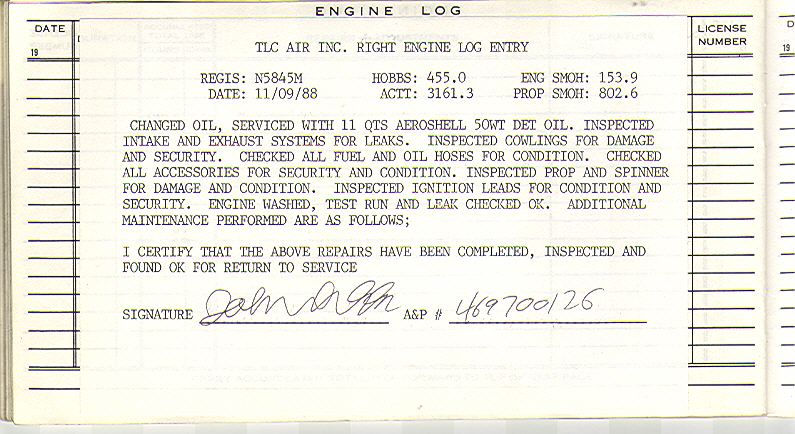 ENGINE LOG
DATE
19
LICENSE NUMBER
D
19
TLC AIR INC. RIGHT ENGINE LOG ENTRY
REGIS: N5845M HOBBS: 455.0 ENG SMOH: 153.9
DATE: 11/09/88 ACTT: 3161.3 PROP SMOH: 802.6
CHANGED OIL, SERVICED WITH 11 QTS AEROSHELL 50WT DET OIL. INSPECTED
INTAKE AND EXHAUST SYSTEMS FOR LEAKS. INSPECTED COWLINGS FOR DAMAGE
AND SECURITY. CHECKED ALL FUEL AND OIL HOSES FOR CONDITION. CHECKED
ALL ACCESSORIES FOR SECURITY AND CONDITION. INSPECTED PROP AND SPINNER
FOR DAMAGE AND CONDITION. INSPECTED IGNITION LEADS FOR CONDITION AND
SECURITY. ENGINE WASHED, TEST RUN AND LEAK CHECKED OK. ADDITIONAL
MAINTENANCE PERFORMED ARE AS FOLLOWS;
I CERTIFY THAT THE ABOVE REPAIRS HAVE BEEN COMPLETED, INSPECTED AND
FOUND OK FOR RETURN TO SERVICE
SIGNATURE John A&P # 469700126